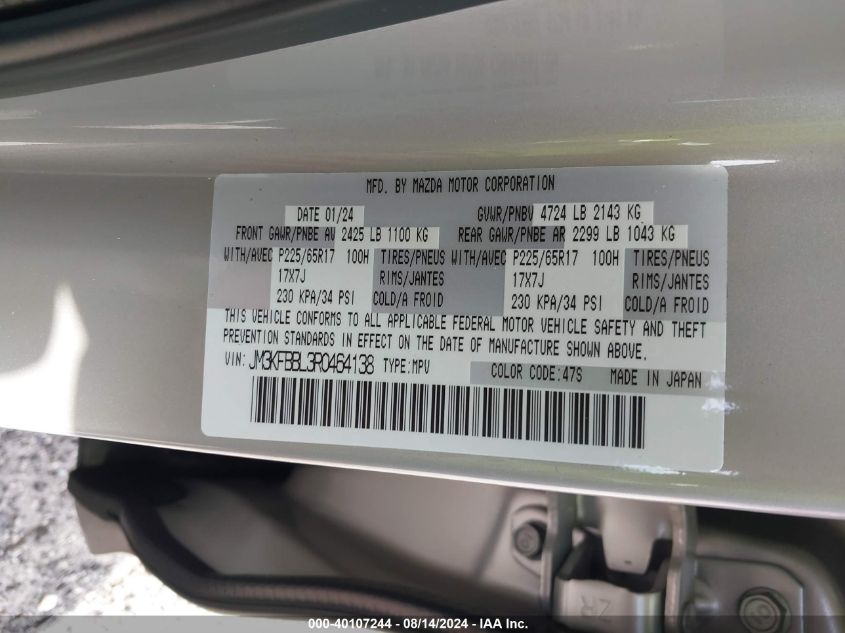 MFD. BY MAZDA MOTOR CORPORATION
DATE 01/24 GVWR/PNBV 4724 LB 2143 KG
FRONT GAWR/PNBE AV 2425 LB 1100 KG REAR GAWR/PNBE AR 2299 LB 1043 KG
WITH/AVEC P225/65R17 100H TIRES/PNEUS WITH/AVEC P225/65R17 100H TIRES/PNEUS
17X7J RIMS/JANTES 17X7J RIMS/JANTES
230 KPA/34 PSI COLD/A FROID 230 KPA/34 PSI COLD/A FROID
THIS VEHICLE CONFORMS TO ALL APPLICABLE FEDERAL MOTOR VEHICLE SAFETY AND THEFT
PREVENTION STANDARDS IN EFFECT ON THE DATE OF MANUFACTURE SHOWN ABOVE.
VIN: JM3KFBBL3R0464138 TYPE:MPV COLOR CODE:47S MADE IN JAPAN
ZR
000-40107244 - 08/14/2024 - IAA Inc.